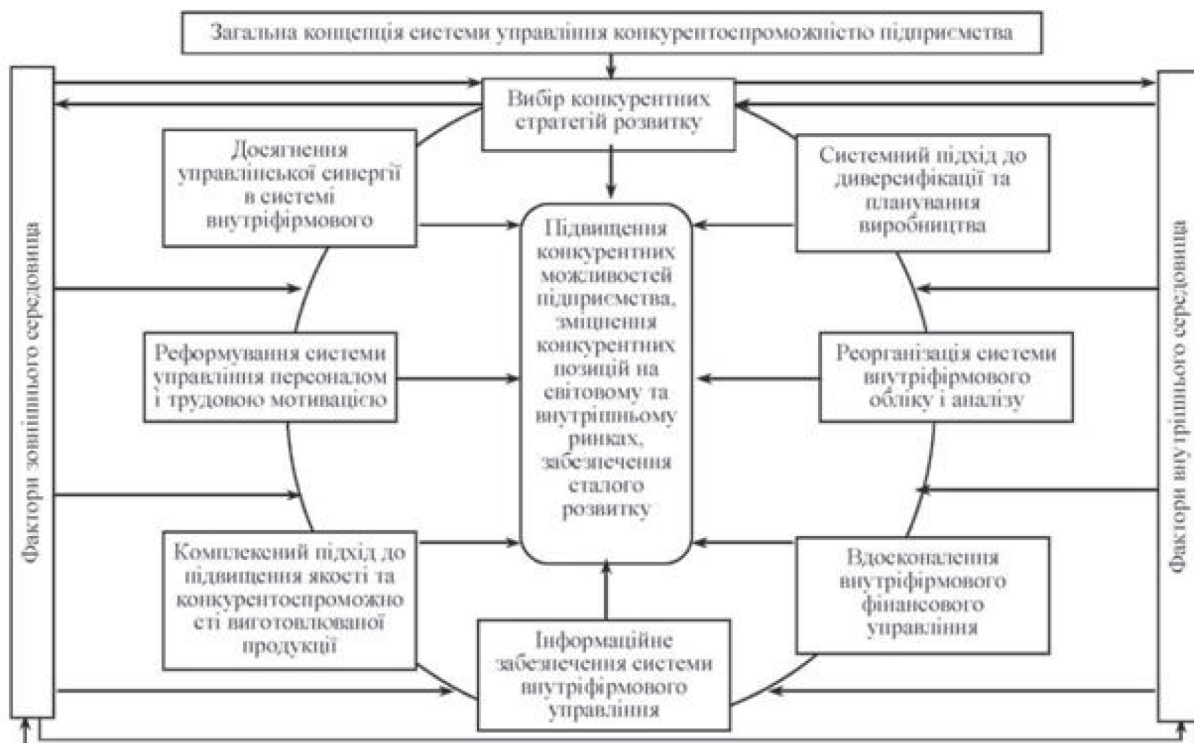 Загальна концепція системи управління конкурентоспроможністю підприємства
Вибір конкурентних
стратегій розвитку
Досягнення
управлінської синергії
в системі
внутріфірмового
Системний підхід до
диверсифікації та
планування
виробництва
Фактори зовнішнього середовища
Підвищення
конкурентних
можливостей
підприємства,
зміцнення
конкурентних
позицій на
світовому та
внутрішньому
ринках,
забезпечення
сталого
розвитку
Фактори внутрішнього середовища
Реформування системи
управління персоналом
і трудовою мотивацією
Реорганізація системи
внутріфірмового
обліку і аналізу
Комплексний підхід до
підвищення якості та
конкурентоспроможно
сті виготовлюваної
продукції
Вдосконалення
внутріфірмового
фінансового
управління
Інформаційне
забезпечення системи
внутріфірмового
управління